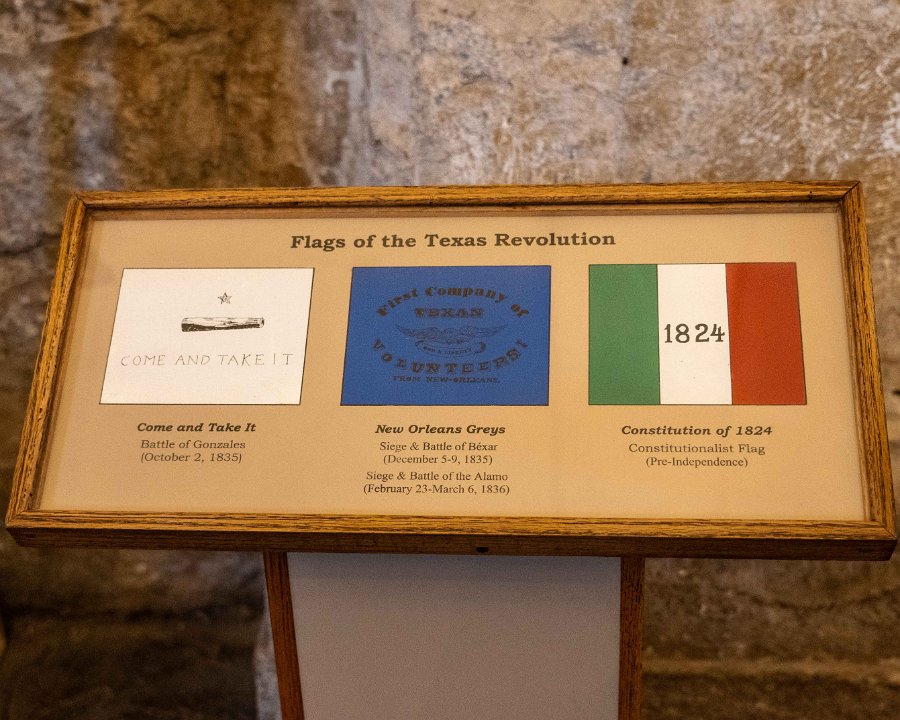 Flags of the Texas Revolution
COME AND TAKE IT
Come and Take It
Battle of Gonzales
(October 2, 1835)
First Company of
TEXAN
VOLUNTEERS!
FROM NEW-ORLEANS.
New Orleans Greys
Siege & Battle of Béxar
(December 5-9, 1835)
Siege & Battle of the Alamo
(February 23-March 6, 1836)
1824
Constitution of 1824
Constitutionalist Flag
(Pre-Independence)